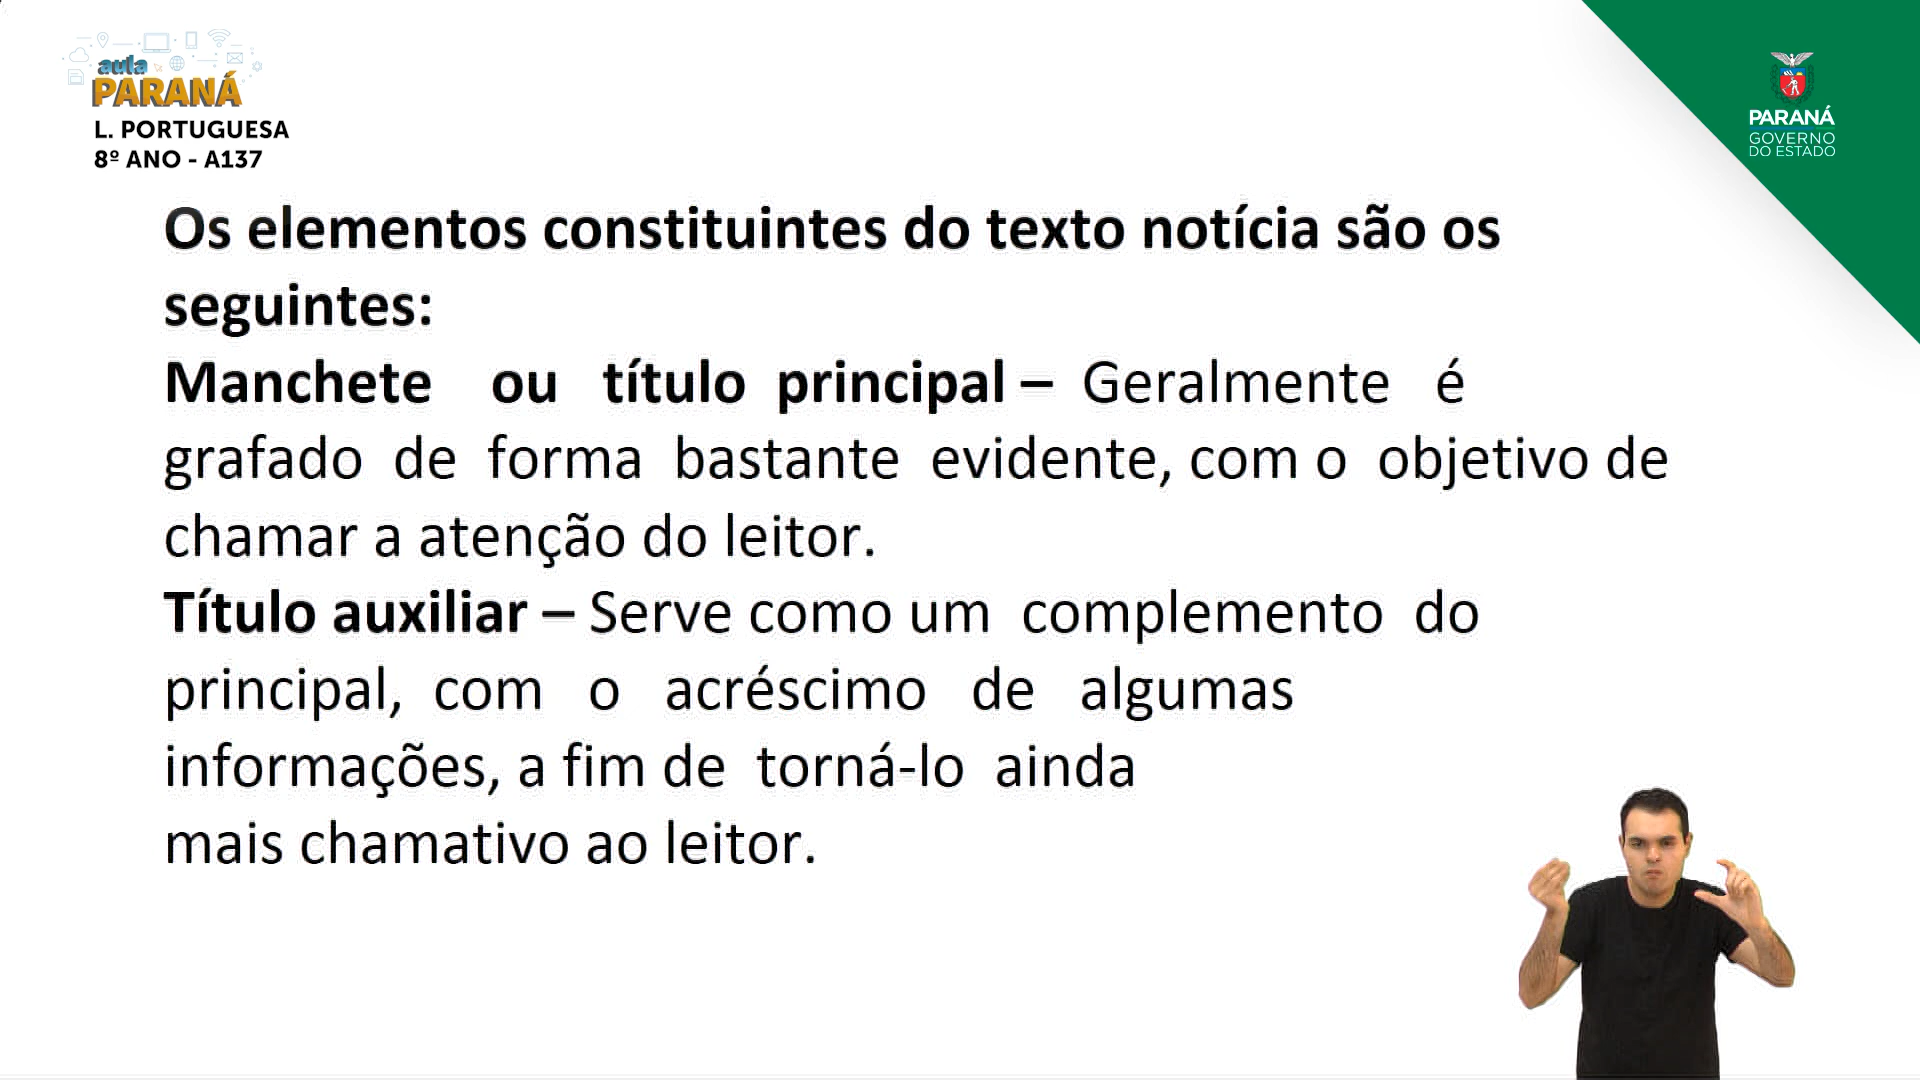 aula
PARANÁ
L. PORTUGUESA
8º ANO - A137
PARANÁ
GOVERNO
DO ESTADO
Os elementos constituintes do texto notícia são os
seguintes:
Manchete ou título principal – Geralmente é
grafado de forma bastante evidente, com o objetivo de
chamar a atenção do leitor.
Título auxiliar – Serve como um complemento do
principal, com o acréscimo de algumas
informações, a fim de torná-lo ainda
mais chamativo ao leitor.